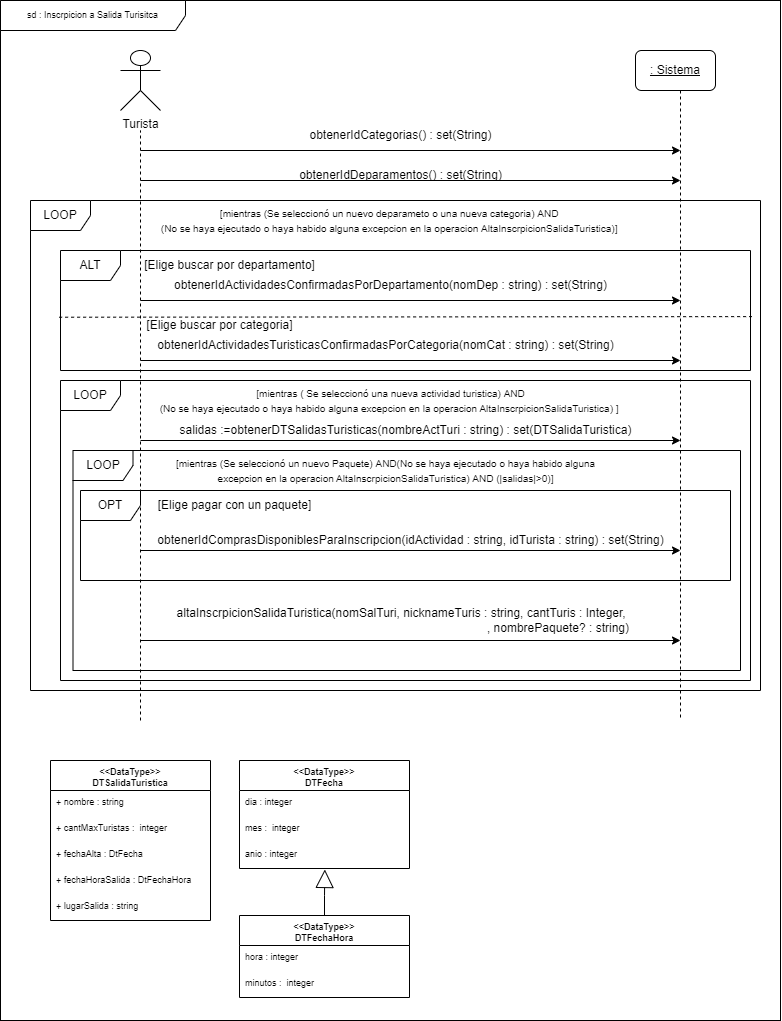 sd : Inscrpicion a Salida Turisitca
: Sistema
Turista
obtenerIdCategorias() : set(String)
obtenerIdDeparamentos() : set(String)
LOOP
[mientras (Se seleccionó un nuevo deparameto o una nueva categoria) AND
(No se haya ejecutado o haya habido alguna excepcion en la operacion AltaInscrpicionSalidaTuristica)]
ALT
[Elige buscar por departamento]
obtenerIdActividadesConfirmadasPorDepartamento(nomDep : string) : set(String)
[Elige buscar por categoria]
obtenerIdActividadesTuristicasConfirmadasPorCategoria(nomCat : string) : set(String)
LOOP
[mientras ( Se seleccionó una nueva actividad turistica) AND
(No se haya ejecutado o haya habido alguna excepcion en la operacion AltaInscrpicionSalidaTuristica) ]
salidas :=obtenerDTSalidasTuristicas(nombreActTuri : string) : set(DTSalidaTuristica)
LOOP
[mientras (Se seleccionó un nuevo Paquete) AND(No se haya ejecutado o haya habido alguna
excepcion en la operacion AltaInscrpicionSalidaTuristica) AND (|salidas|>0)]
OPT
[Elige pagar con un paquete]
obtenerIdComprasDisponiblesParaInscripcion(idActividad : string, idTurista : string) : set(String)
altaInscrpicionSalidaTuristica(nomSalTuri, nicknameTuris : string, cantTuris : Integer,
, nombrePaquete? : string)
<<DataType>>
DTSalidaTuristica
+ nombre : string
+ cantMaxTuristas : integer
+ fechaAlta : DtFecha
+ fechaHoraSalida : DtFechaHora
+ lugarSalida : string
<<DataType>>
DTFecha
dia : integer
mes : integer
anio : integer
<<DataType>>
DTFechaHora
hora : integer
minutos : integer